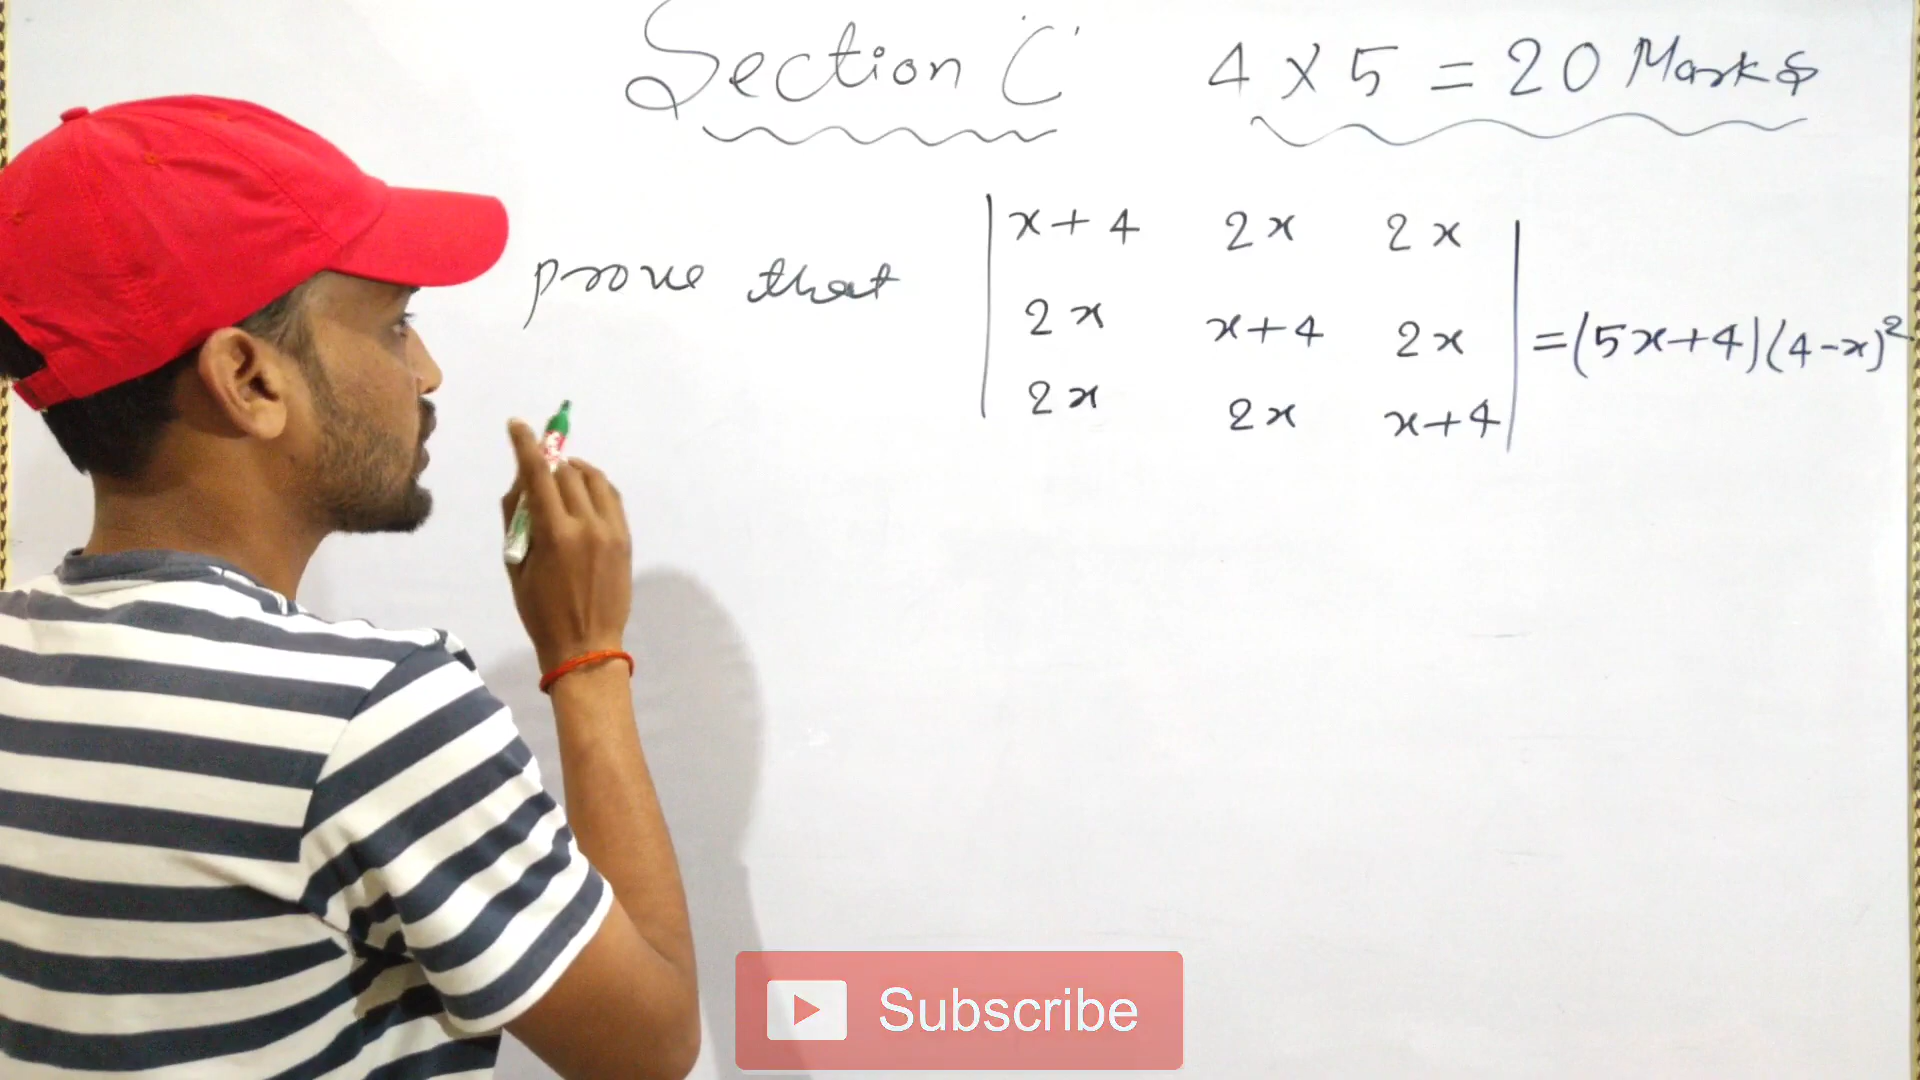 Section C 4 × 5 = 20 Marks
prove that | x+4 2x 2x |
| 2x x+4 2x | = (5x+4)(4-x)²
| 2x 2x x+4 |
Subscribe